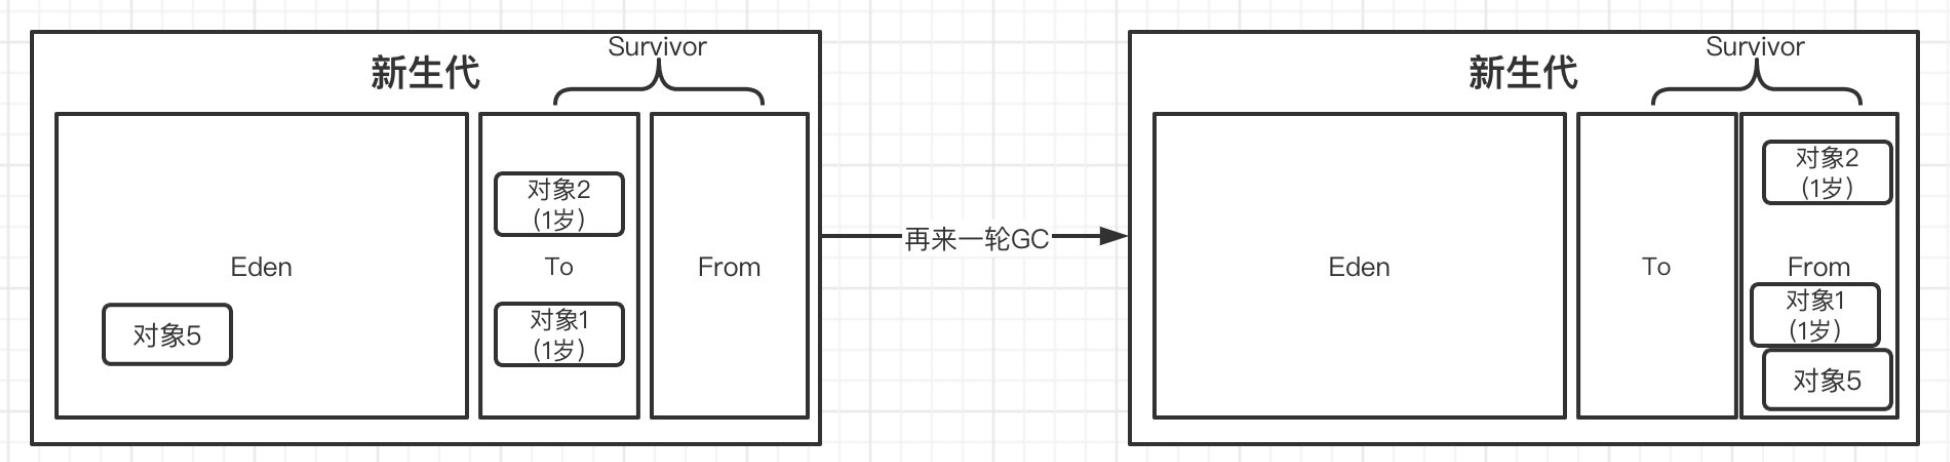 Survivor
新生代
对象2
(1岁)
Eden
To
From
对象1
(1岁)
对象5
再来一轮GC
Survivor
新生代
对象2
(1岁)
Eden
To
From
对象1
(1岁)
对象5